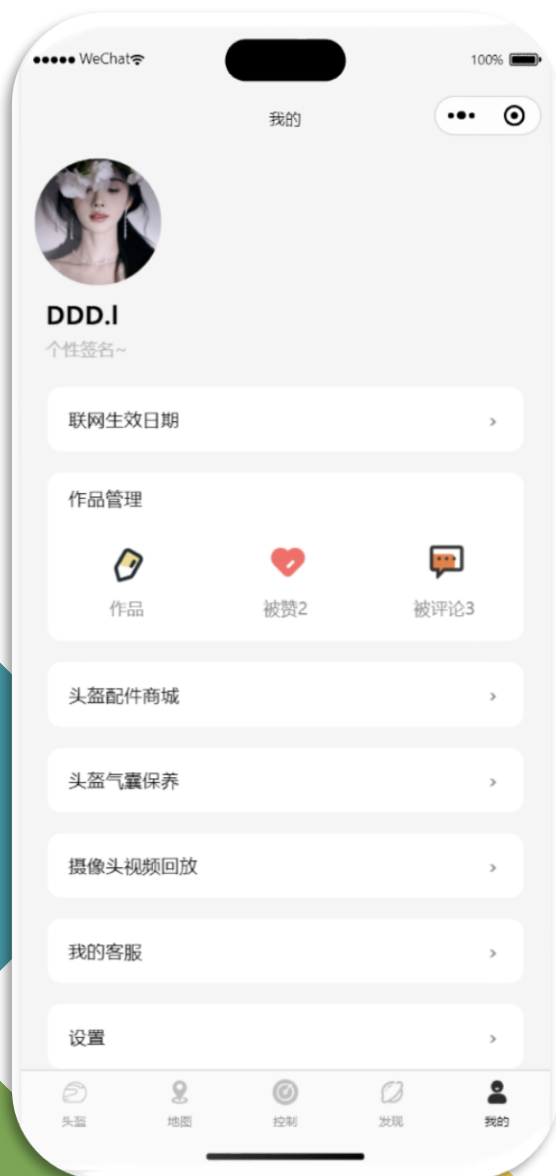 WeChat
100%
我的
DDD.l
个性签名~
联网生效日期
作品管理
作品
被赞2
被评论3
头盔配件商城
头盔气囊保养
摄像头视频回放
我的客服
设置
头盔
地图
控制
发现
我的